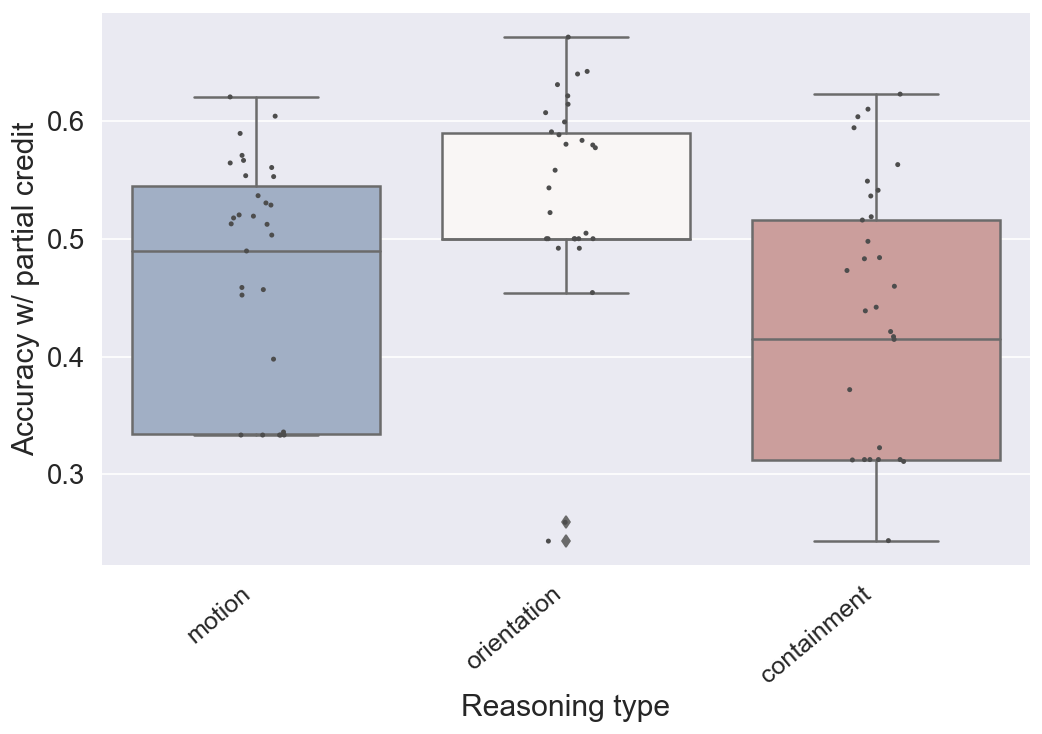 Accuracy w/ partial credit
0.6
0.5
0.4
0.3
motion
orientation
containment
Reasoning type